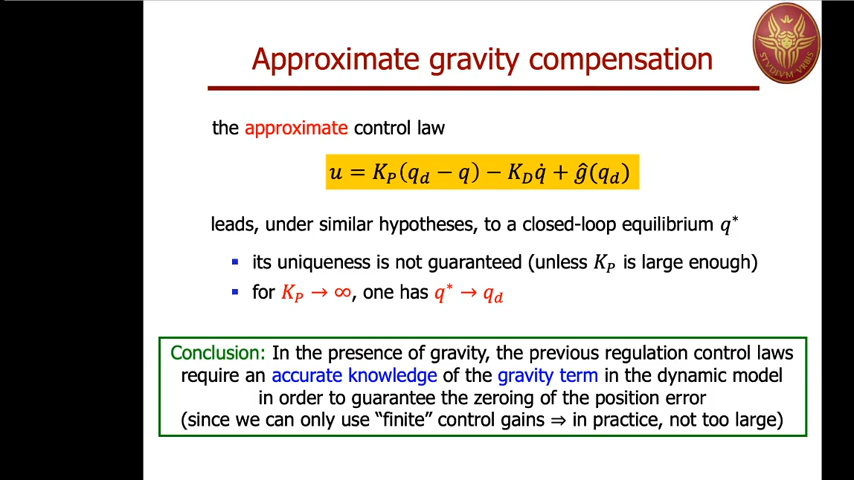 Approximate gravity compensation
STVDIVM VRBIS
the approximate control law
u = K_P(q_d − q) − K_D q̇ + ĝ(q_d)
leads, under similar hypotheses, to a closed-loop equilibrium q*
▪ its uniqueness is not guaranteed (unless K_P is large enough)
▪ for K_P → ∞, one has q* → q_d
Conclusion: In the presence of gravity, the previous regulation control laws
require an accurate knowledge of the gravity term in the dynamic model
in order to guarantee the zeroing of the position error
(since we can only use “finite” control gains ⇒ in practice, not too large)